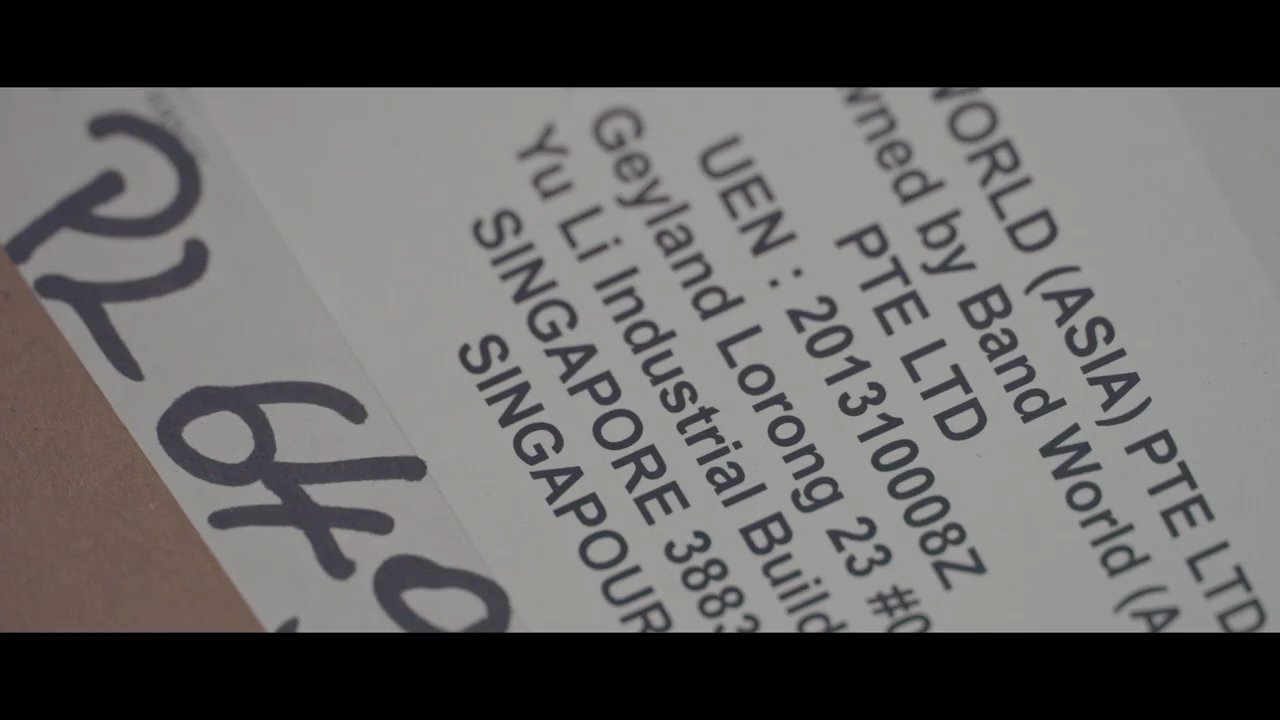 WORLD (ASIA) PTE LTD
wned by Band World (A
PTE LTD
UEN : 201310008Z
Geyland Lorong 23 #0
Yu Li Industrial Build
SINGAPORE 3883
SINGAPOUR